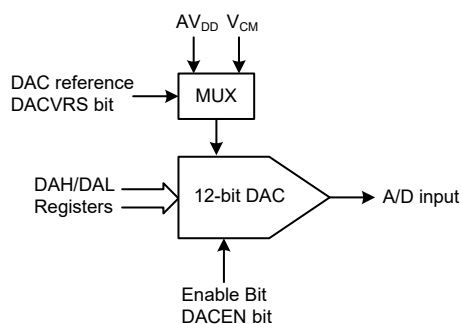 AVDD VCM
DAC reference
DACVRS bit
MUX
DAH/DAL
Registers
12-bit DAC
A/D input
Enable Bit
DACEN bit